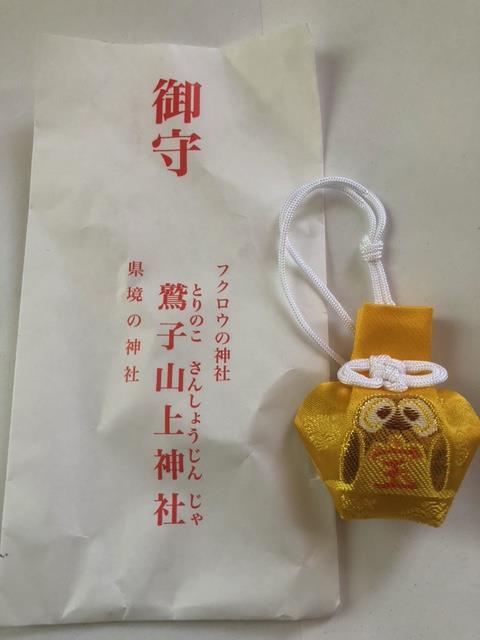 御守
フクロウの神社
鷲子山上神社
とりのこ さんしょうじん じゃ
県境の神社
宝